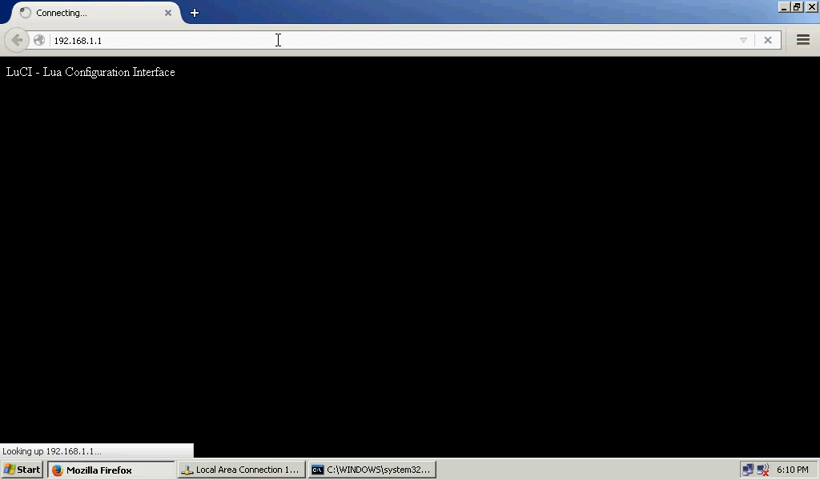 Connecting...
192.168.1.1
LuCI - Lua Configuration Interface
Looking up 192.168.1.1...
Start
Mozilla Firefox
Local Area Connection 1...
C:\WINDOWS\system32...
6:10 PM